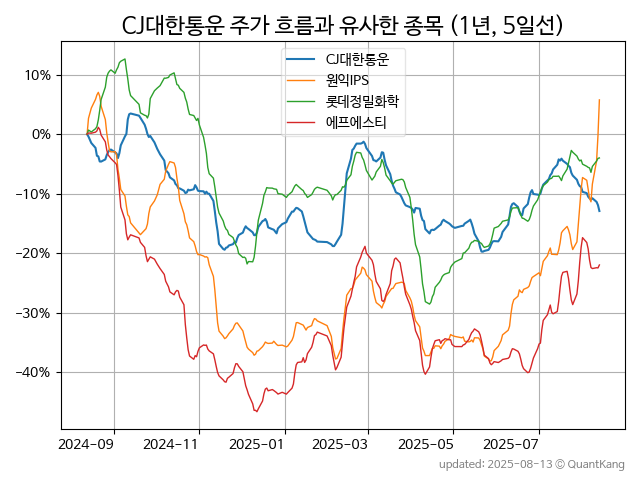 CJ대한통운 주가 흐름과 유사한 종목 (1년, 5일선)
CJ대한통운
원익IPS
롯데정밀화학
에프에스티
10%
0%
−10%
−20%
−30%
−40%
2024-09 2024-11 2025-01 2025-03 2025-05 2025-07
updated: 2025-08-13 © QuantKang